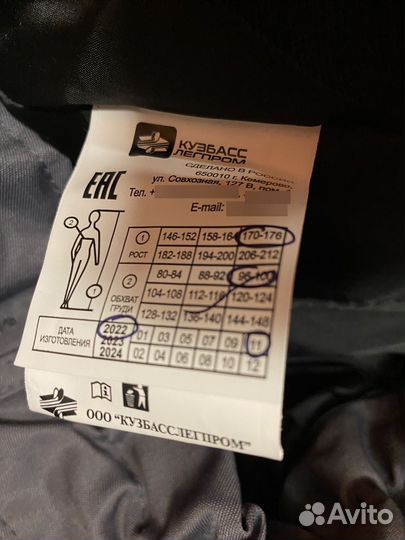 КУЗБАСС
ЛЕГПРОМ
СДЕЛАНО В РОССИИ
650010 г. Кемерово,
ул. Совхозная, 127 В, пом.
ЕАС
Тел. +
E-mail:
1 146-152 158-164 170-176
РОСТ 182-188 194-200 206-212
2 80-84 88-92 96-100
ОБХВАТ ГРУДИ 104-108 112-116 120-124
128-132 136-140 144-148
ДАТА ИЗГОТОВЛЕНИЯ
2022 2023 2024
01 03 05 07 09 11
02 04 06 08 10 12
ООО "КУЗБАССЛЕГПРОМ"
Avito